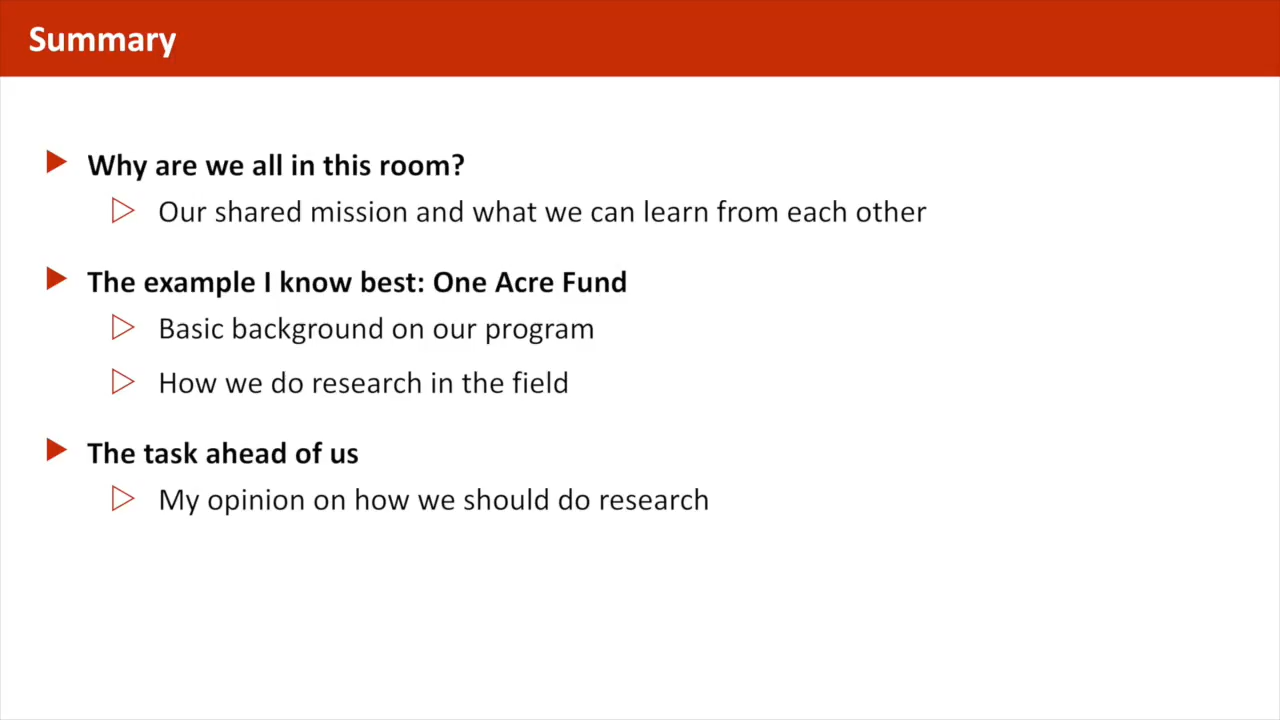 Summary
Why are we all in this room?
Our shared mission and what we can learn from each other
The example I know best: One Acre Fund
Basic background on our program
How we do research in the field
The task ahead of us
My opinion on how we should do research